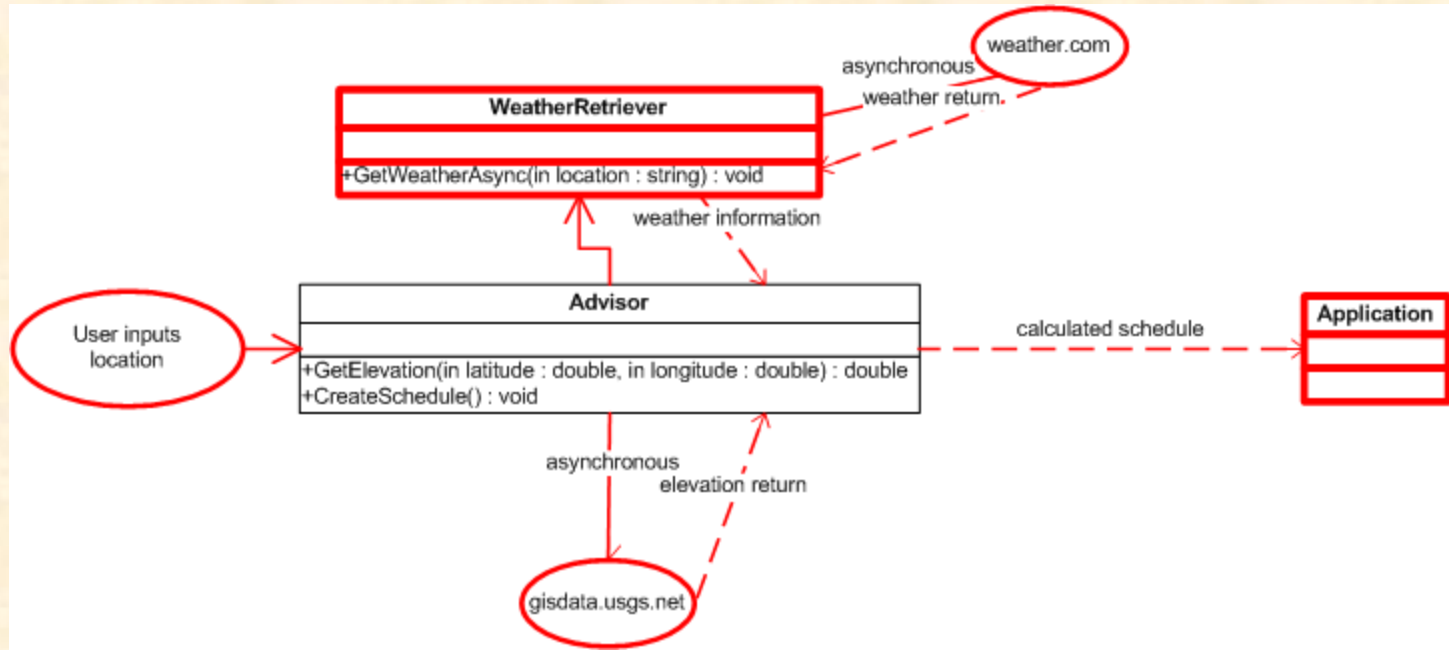 weather.com
asynchronous
weather return
WeatherRetriever
+GetWeatherAsync(in location : string) : void
weather information
User inputs
location
Advisor
+GetElevation(in latitude : double, in longitude : double) : double
+CreateSchedule() : void
calculated schedule
Application
asynchronous
elevation return
gisdata.usgs.net